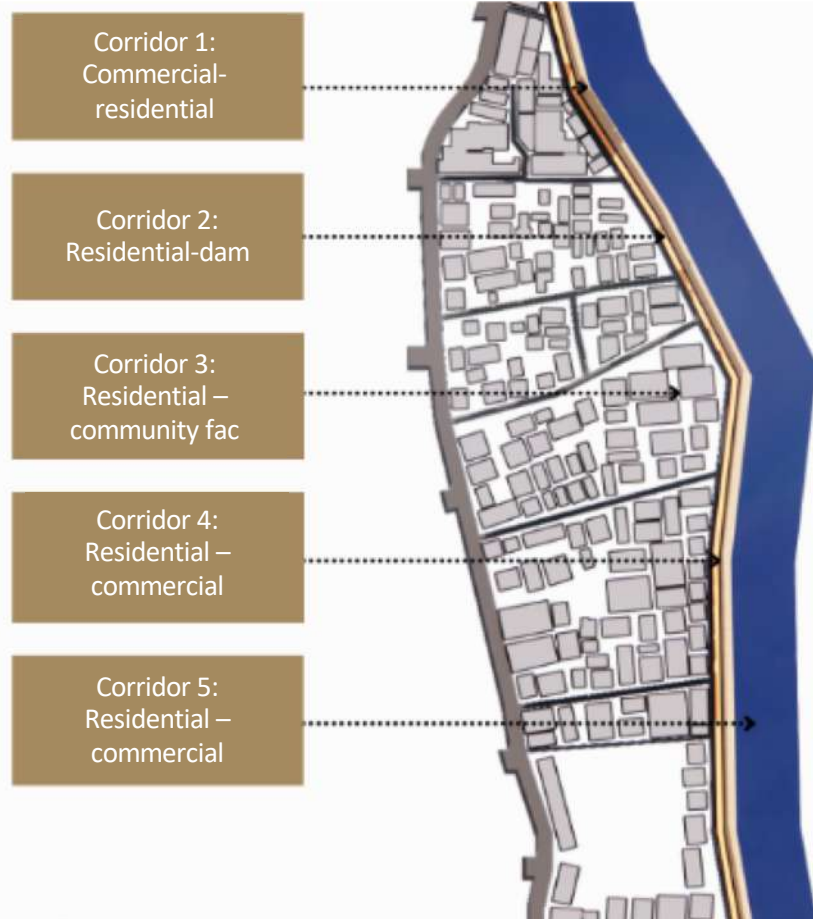 Corridor 1:
Commercial-
residential
Corridor 2:
Residential-dam
Corridor 3:
Residential –
community fac
Corridor 4:
Residential –
commercial
Corridor 5:
Residential –
commercial